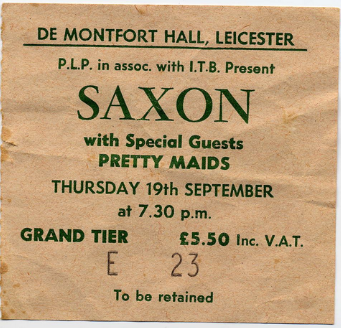 DE MONTFORT HALL, LEICESTER
P.L.P. in assoc. with I.T.B. Present
SAXON
with Special Guests
PRETTY MAIDS
THURSDAY 19th SEPTEMBER
at 7.30 p.m.
GRAND TIER £5.50 Inc. V.A.T.
E 23
To be retained